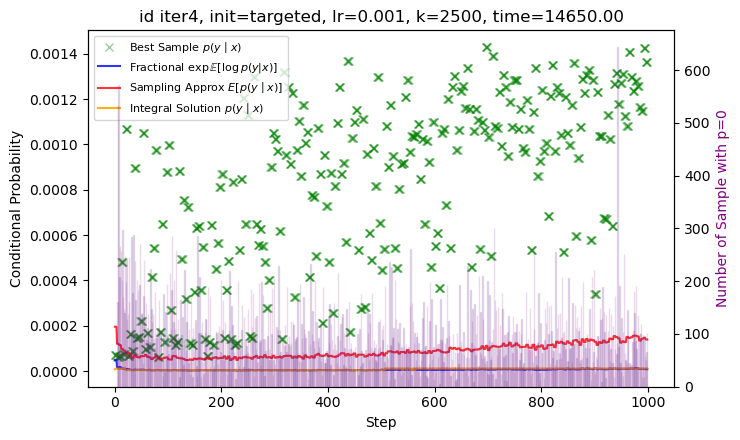 id iter4, init=targeted, lr=0.001, k=2500, time=14650.00
Best Sample p(y | x)
Fractional exp𝔼[log p(y|x)]
Sampling Approx E[p(y | x)]
Integral Solution p(y | x)
Conditional Probability
0.0014
0.0012
0.0010
0.0008
0.0006
0.0004
0.0002
0.0000
600
500
400
300
200
100
0
Number of Sample with p=0
0
200
400
600
800
1000
Step